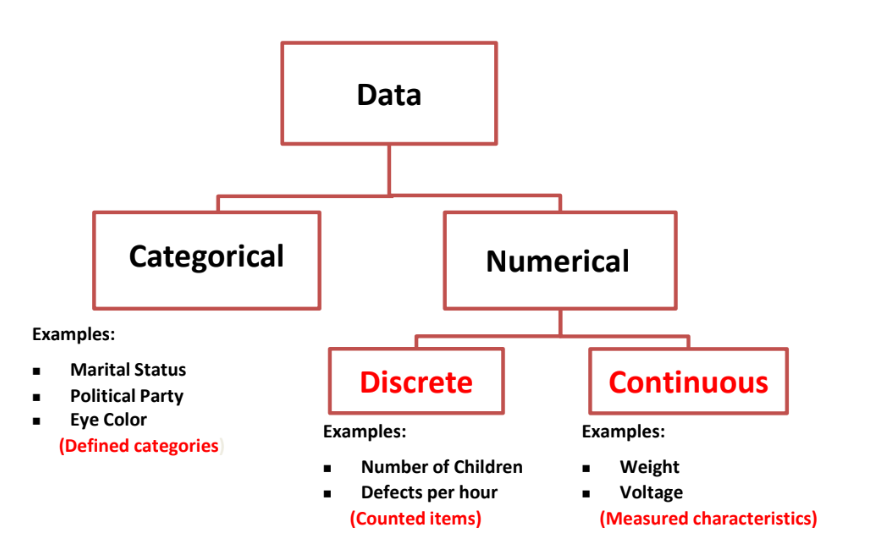 Data
Categorical
Numerical
Examples:
▪ Marital Status
▪ Political Party
▪ Eye Color
(Defined categories)
Discrete
Continuous
Examples:
▪ Number of Children
▪ Defects per hour
(Counted items)
Examples:
▪ Weight
▪ Voltage
(Measured characteristics)